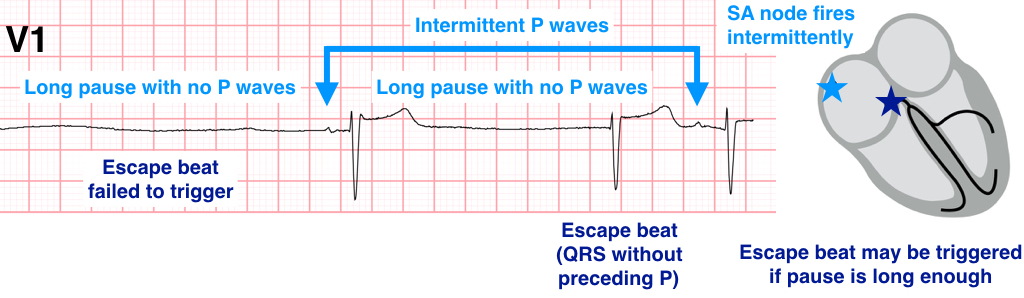 V1
Intermittent P waves
SA node fires
intermittently
Long pause with no P waves
Long pause with no P waves
Escape beat
failed to trigger
Escape beat
(QRS without
preceding P)
Escape beat may be triggered
if pause is long enough